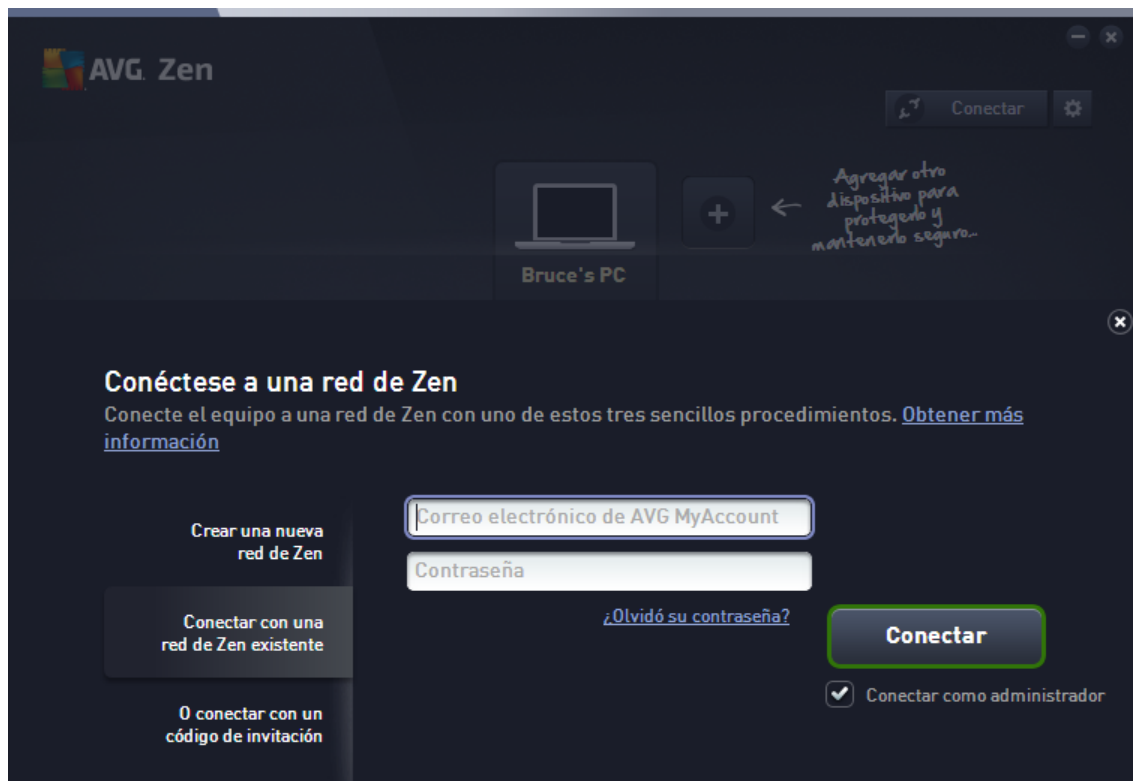 AVG. Zen
Conectar
Agregar otro
dispositivo para
protegerlo y
mantenerlo seguro...
Bruce's PC
Conéctese a una red de Zen
Conecte el equipo a una red de Zen con uno de estos tres sencillos procedimientos. Obtener más
información
Crear una nueva
red de Zen
Conectar con una
red de Zen existente
O conectar con un
código de invitación
Correo electrónico de AVG MyAccount
Contraseña
¿Olvidó su contraseña?
Conectar
Conectar como administrador